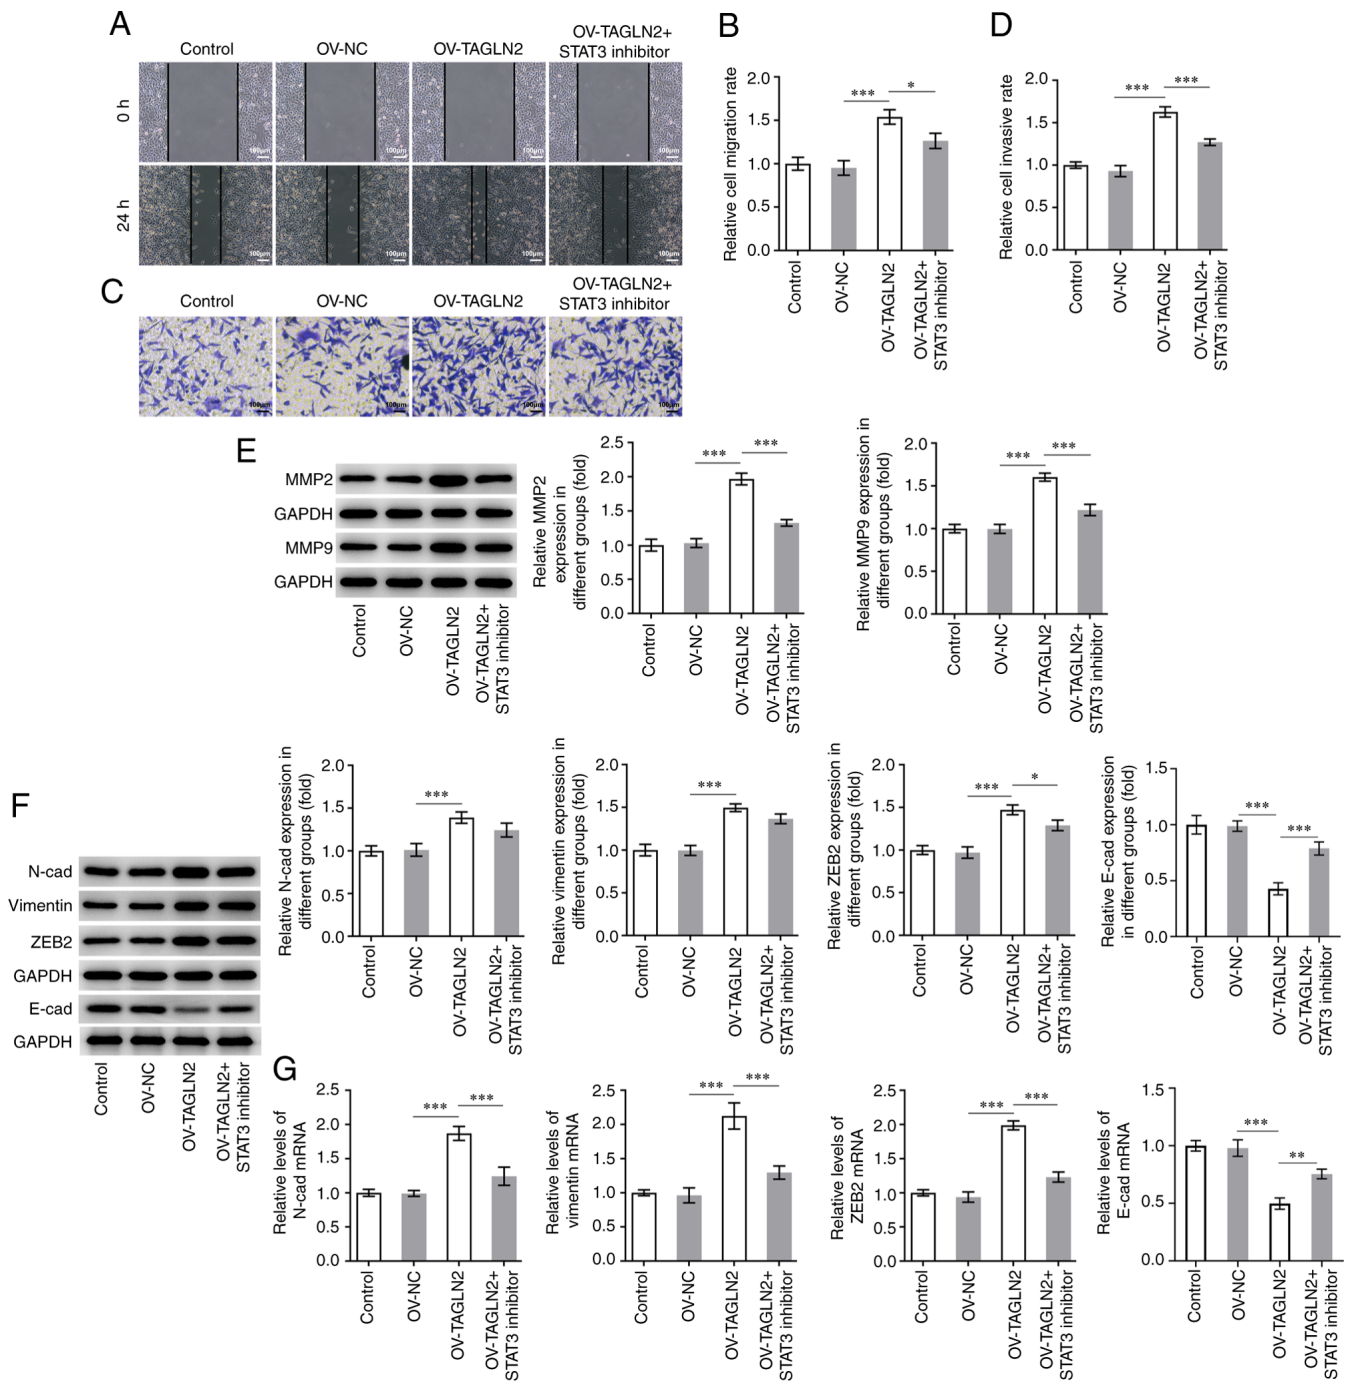 A
Control
OV-NC
OV-TAGLN2
OV-TAGLN2+
STAT3 inhibitor
0 h
100μm
100μm
100μm
100μm
24 h
100μm
100μm
100μm
100μm
B
Relative cell migration rate
2.0
1.5
1.0
0.5
0.0
***
*
Control
OV-NC
OV-TAGLN2
OV-TAGLN2+
STAT3 inhibitor
D
Relative cell invasive rate
2.0
1.5
1.0
0.5
0.0
***
***
Control
OV-NC
OV-TAGLN2
OV-TAGLN2+
STAT3 inhibitor
C
Control
OV-NC
OV-TAGLN2
OV-TAGLN2+
STAT3 inhibitor
100μm
100μm
100μm
100μm
E
MMP2
GAPDH
MMP9
GAPDH
Control
OV-NC
OV-TAGLN2
OV-TAGLN2+
STAT3 inhibitor
Relative MMP2
expression in
different groups (fold)
2.5
2.0
1.5
1.0
0.5
0.0
***
***
Control
OV-NC
OV-TAGLN2
OV-TAGLN2+
STAT3 inhibitor
Relative MMP9 expression in
different groups (fold)
2.0
1.5
1.0
0.5
0.0
***
***
Control
OV-NC
OV-TAGLN2
OV-TAGLN2+
STAT3 inhibitor
F
N-cad
Vimentin
ZEB2
GAPDH
E-cad
GAPDH
Control
OV-NC
OV-TAGLN2
OV-TAGLN2+
STAT3 inhibitor
Relative N-cad expression in
different groups (fold)
2.0
1.5
1.0
0.5
0.0
***
Control
OV-NC
OV-TAGLN2
OV-TAGLN2+
STAT3 inhibitor
Relative vimentin expression in
different groups (fold)
2.0
1.5
1.0
0.5
0.0
***
Control
OV-NC
OV-TAGLN2
OV-TAGLN2+
STAT3 inhibitor
Relative ZEB2 expression in
different groups (fold)
2.0
1.5
1.0
0.5
0.0
***
*
Control
OV-NC
OV-TAGLN2
OV-TAGLN2+
STAT3 inhibitor
Relative E-cad expression
in different groups (fold)
1.5
1.0
0.5
0.0
***
***
Control
OV-NC
OV-TAGLN2
OV-TAGLN2+
STAT3 inhibitor
G
Relative levels of
N-cad mRNA
2.5
2.0
1.5
1.0
0.5
0.0
***
***
Control
OV-NC
OV-TAGLN2
OV-TAGLN2+
STAT3 inhibitor
Relative levels of
vimentin mRNA
2.5
2.0
1.5
1.0
0.5
0.0
***
***
Control
OV-NC
OV-TAGLN2
OV-TAGLN2+
STAT3 inhibitor
Relative levels of
ZEB2 mRNA
2.5
2.0
1.5
1.0
0.5
0.0
***
***
Control
OV-NC
OV-TAGLN2
OV-TAGLN2+
STAT3 inhibitor
Relative levels of
E-cad mRNA
1.5
1.0
0.5
0.0
***
**
Control
OV-NC
OV-TAGLN2
OV-TAGLN2+
STAT3 inhibitor